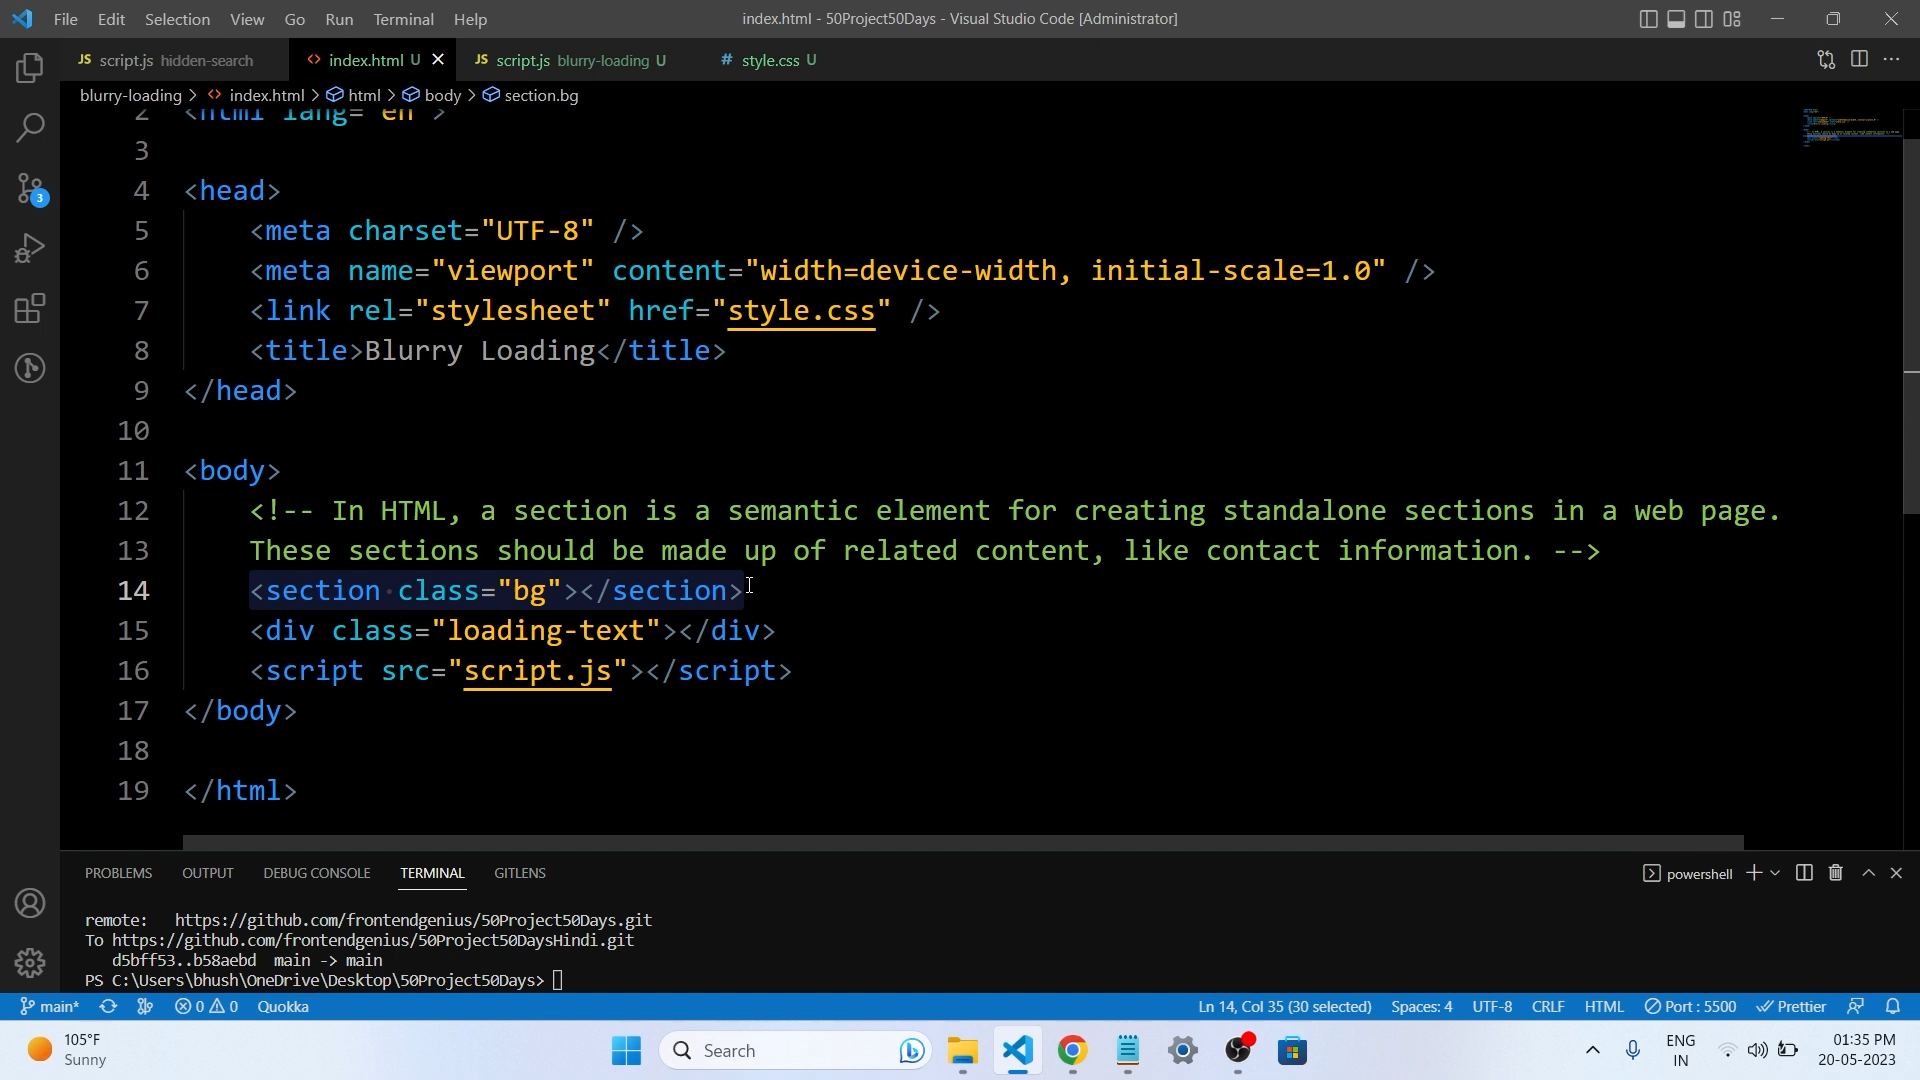 File Edit Selection View Go Run Terminal Help index.html - 50Project50Days - Visual Studio Code [Administrator]
JS script.js hidden-search <> index.html U JS script.js blurry-loading U # style.css U
blurry-loading > <> index.html > html > body > section.bg
2 <html lang="en">
3
4 <head>
5 <meta charset="UTF-8" />
6 <meta name="viewport" content="width=device-width, initial-scale=1.0" />
7 <link rel="stylesheet" href="style.css" />
8 <title>Blurry Loading</title>
9 </head>
10
11 <body>
12 <!-- In HTML, a section is a semantic element for creating standalone sections in a web page.
13 These sections should be made up of related content, like contact information. -->
14 <section class="bg"></section>
15 <div class="loading-text"></div>
16 <script src="script.js"></script>
17 </body>
18
19 </html>
3
PROBLEMS OUTPUT DEBUG CONSOLE TERMINAL GITLENS powershell
remote: https://github.com/frontendgenius/50Project50Days.git
To https://github.com/frontendgenius/50Project50DaysHindi.git
d5bff53..b58aebd main -> main
PS C:\Users\bhush\OneDrive\Desktop\50Project50Days>
main* 0 0 Quokka Ln 14, Col 35 (30 selected) Spaces: 4 UTF-8 CRLF HTML Port : 5500 Prettier
105°F
Sunny
Search
ENG
IN
01:35 PM
20-05-2023